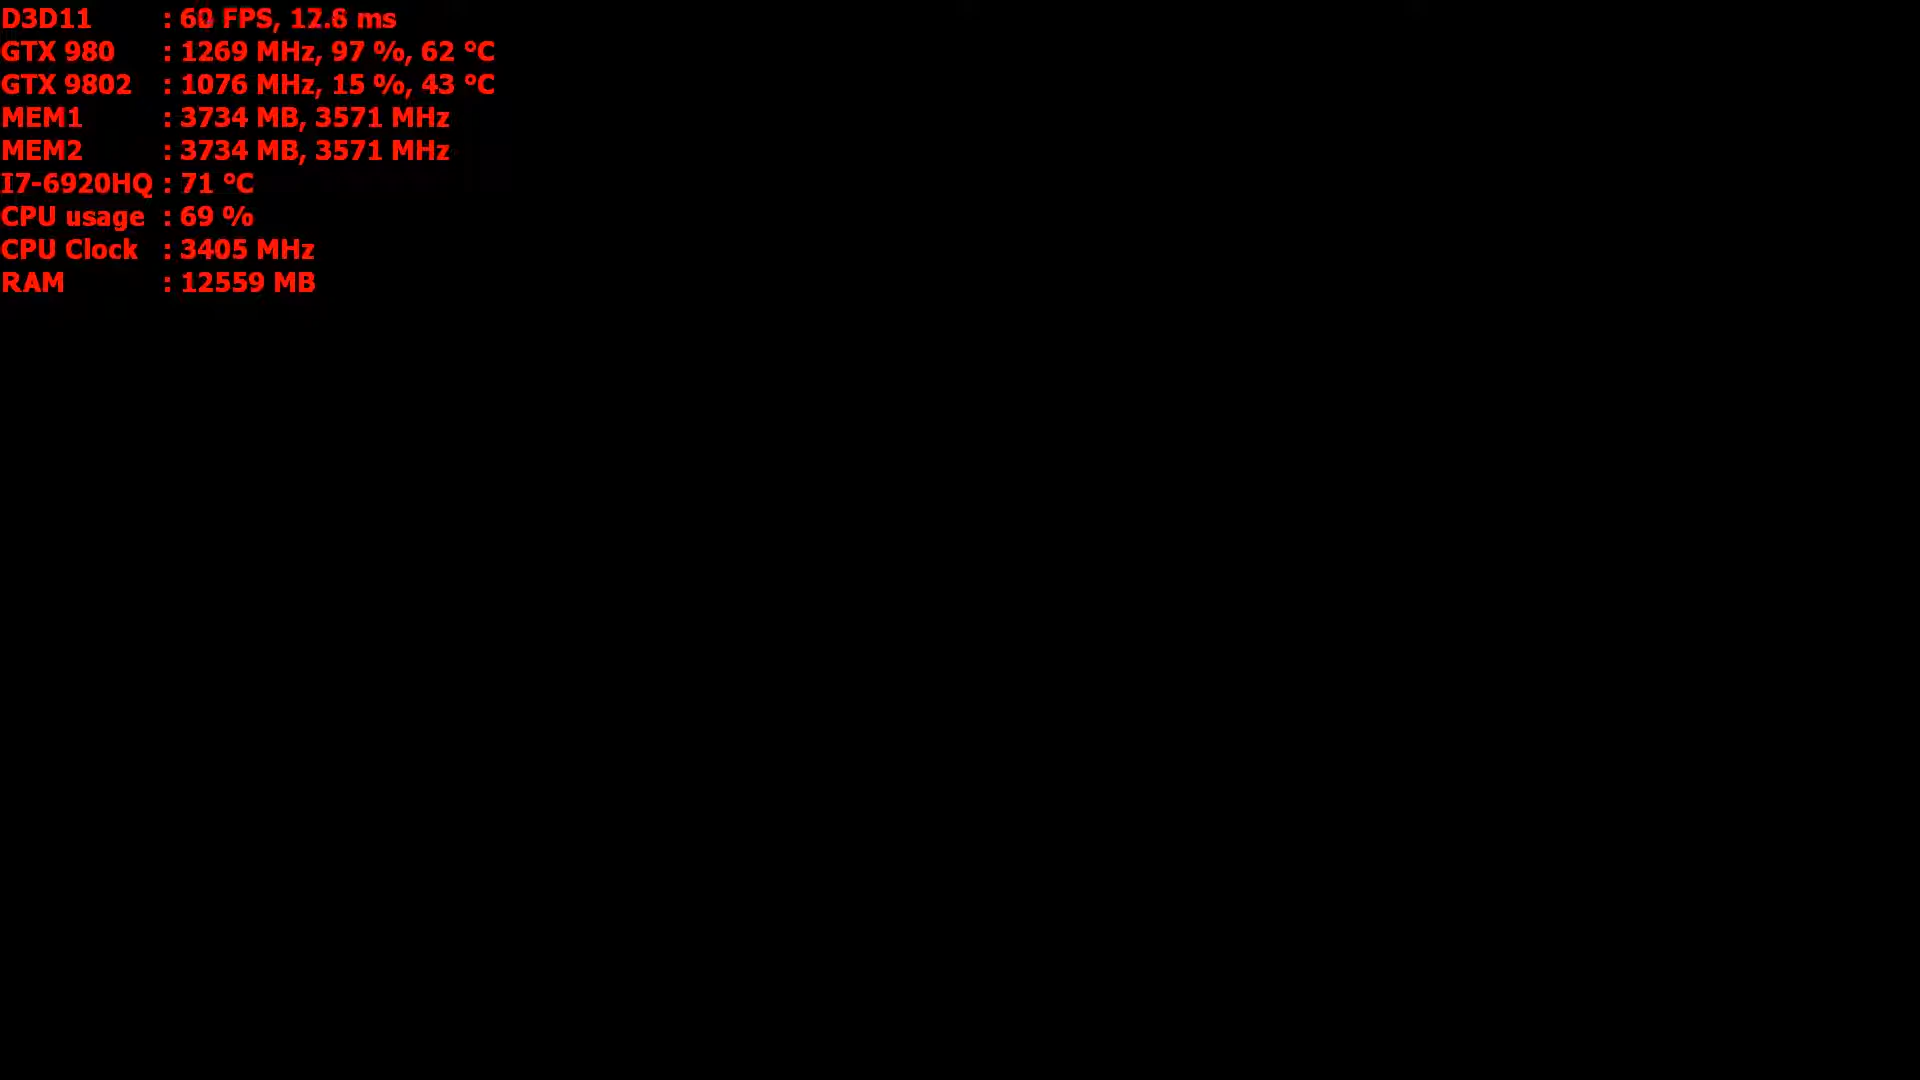 D3D11 : 60 FPS, 12.8 ms
GTX 980 : 1269 MHz, 97 %, 62 °C
GTX 9802 : 1076 MHz, 15 %, 43 °C
MEM1 : 3734 MB, 3571 MHz
MEM2 : 3734 MB, 3571 MHz
I7-6920HQ : 71 °C
CPU usage : 69 %
CPU Clock : 3405 MHz
RAM : 12559 MB